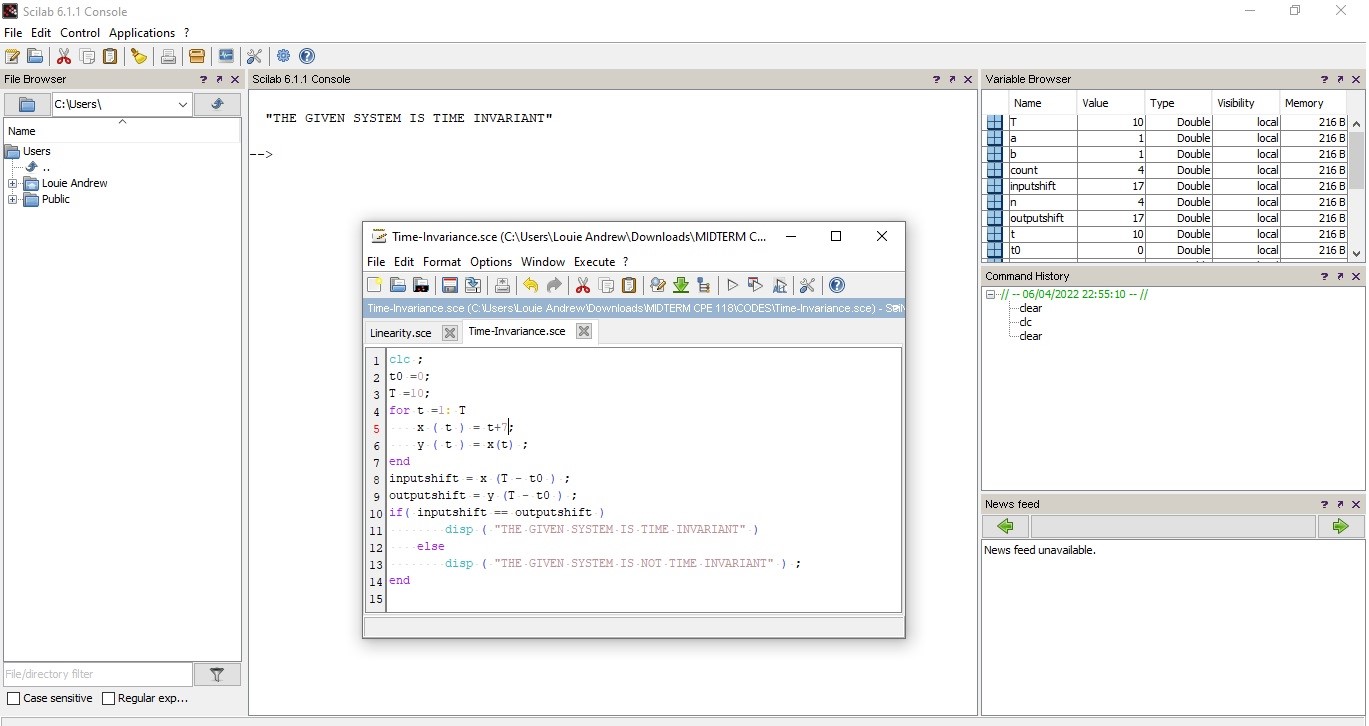 Scilab 6.1.1 Console
File Edit Control Applications ?
File Browser
C:\Users\
Name
Users
..
Louie Andrew
Public
File/directory filter
Case sensitive Regular exp...
Scilab 6.1.1 Console
"THE GIVEN SYSTEM IS TIME INVARIANT"
-->
Time-Invariance.sce (C:\Users\Louie Andrew\Downloads\MIDTERM C...
File Edit Format Options Window Execute ?
Time-Invariance.sce (C:\Users\Louie Andrew\Downloads\MIDTERM CPE 118\CODES\Time-Invariance.sce) -
Linearity.sce Time-Invariance.sce
1 clc ;
2 t0 =0;
3 T =10;
4 for t =1: T
5 x ( t ) = t+7;
6 y ( t ) = x(t) ;
7 end
8 inputshift = x (T - t0 ) ;
9 outputshift = y (T - t0 ) ;
10 if( inputshift == outputshift )
11 disp ( "THE GIVEN SYSTEM IS TIME INVARIANT" )
12 else
13 disp ( "THE GIVEN SYSTEM IS NOT TIME INVARIANT" ) ;
14 end
15
Variable Browser
Name Value Type Visibility Memory
T 10 Double local 216 B
a 1 Double local 216 B
b 1 Double local 216 B
count 4 Double local 216 B
inputshift 17 Double local 216 B
n 4 Double local 216 B
outputshift 17 Double local 216 B
t 10 Double local 216 B
t0 0 Double local 216 B
Command History
// -- 06/04/2022 22:55:10 -- //
clear
clc
clear
News feed
News feed unavailable.